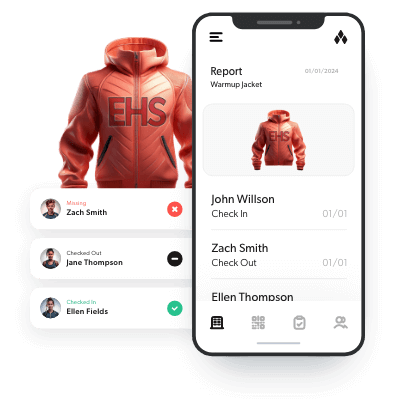 EHS
Missing
Zach Smith
Checked Out
Jane Thompson
Checked In
Ellen Fields
Report
01/01/2024
Warmup Jacket
EHS
John Willson
Check In
01/01
Zach Smith
Check Out
01/01
Ellen Thompson